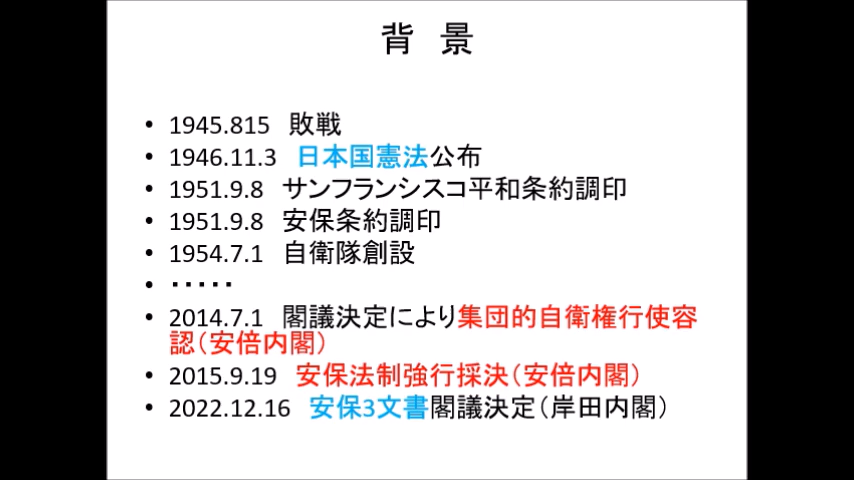 背 景
• 1945.815 敗戦
• 1946.11.3 日本国憲法公布
• 1951.9.8 サンフランシスコ平和条約調印
• 1951.9.8 安保条約調印
• 1954.7.1 自衛隊創設
• ・・・・・
• 2014.7.1 閣議決定により集団的自衛権行使容
認(安倍内閣)
• 2015.9.19 安保法制強行採決(安倍内閣)
• 2022.12.16 安保3文書閣議決定(岸田内閣)